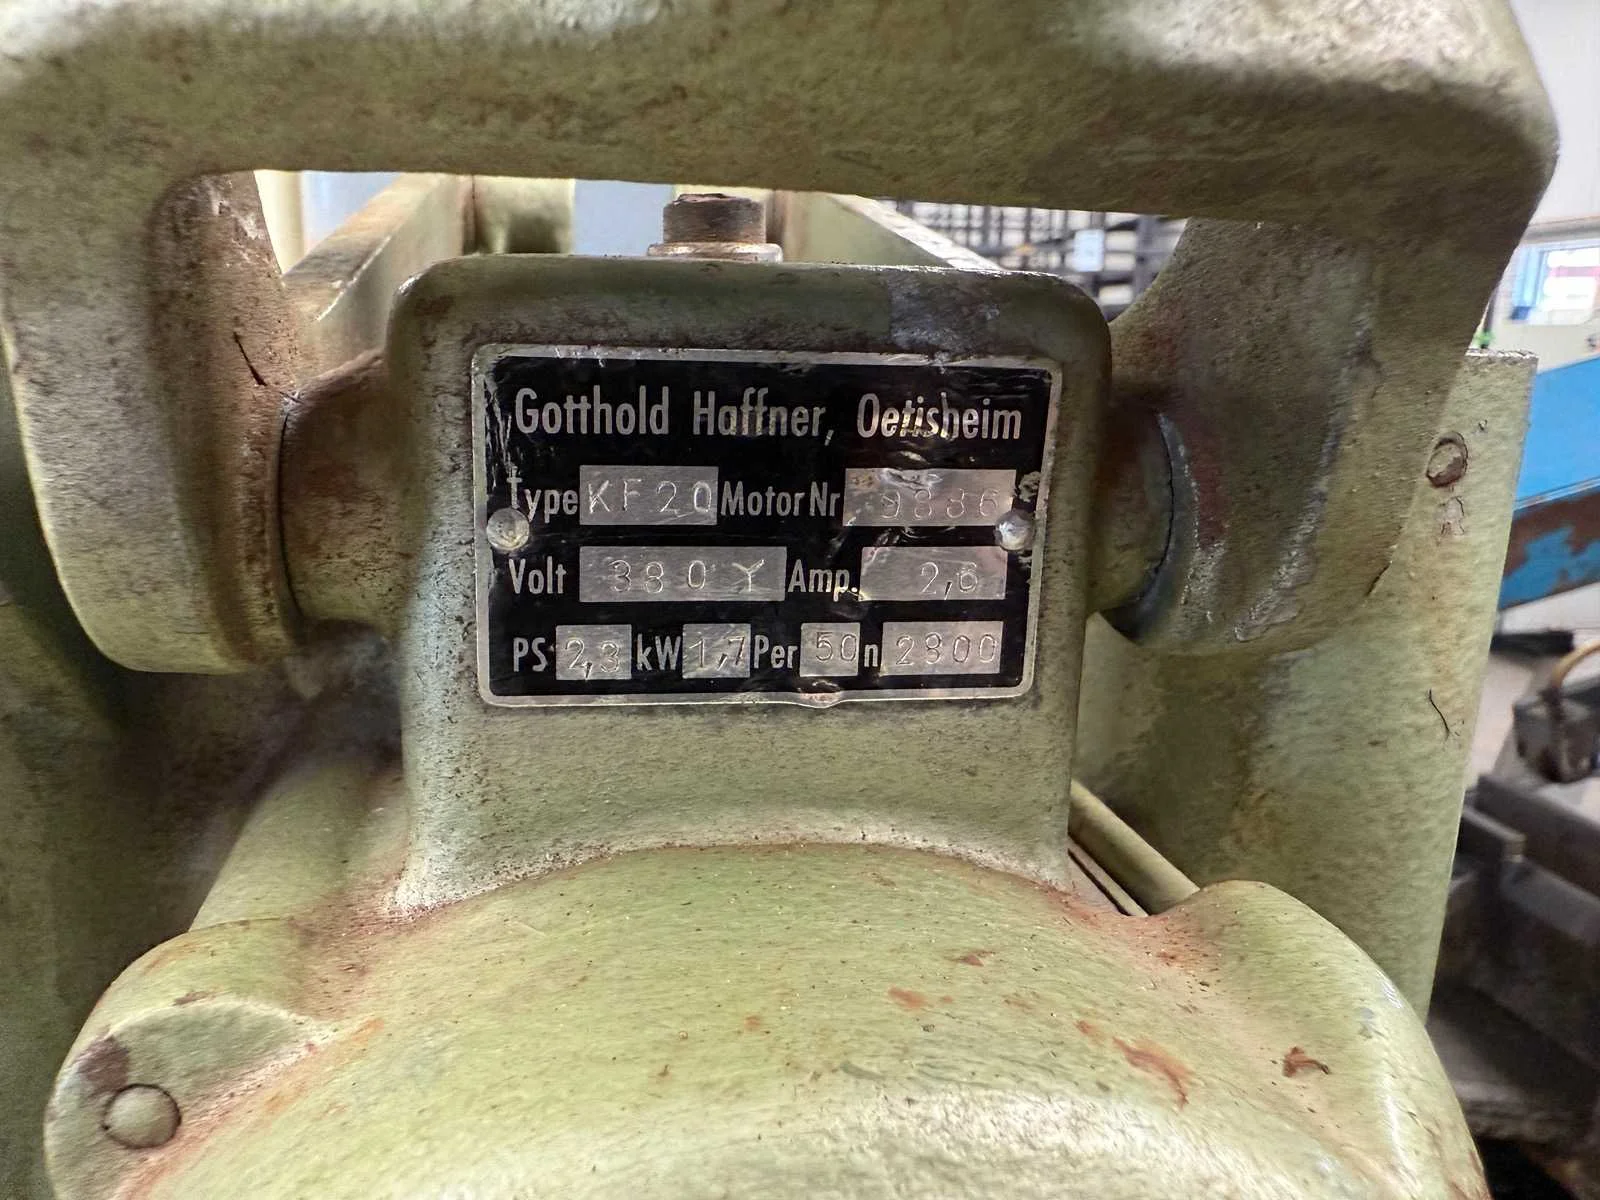 Gotthold Haffner, Oetisheim
Type KF20 Motor Nr 9886
Volt 380 Y Amp. 2,6
PS 2,3 kW 1,7 Per 50 n 2800